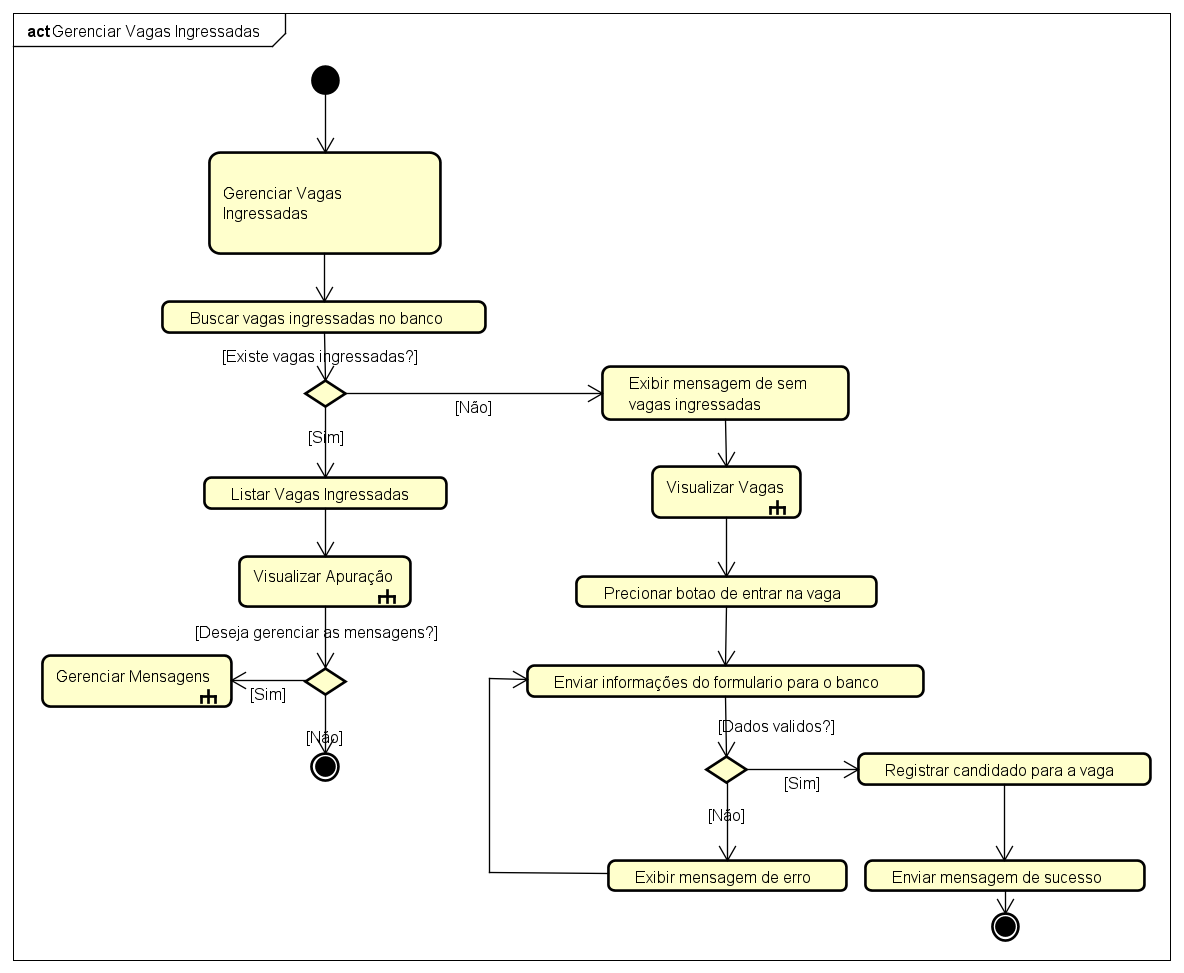 act Gerenciar Vagas Ingressadas
Gerenciar Vagas
Ingressadas
Buscar vagas ingressadas no banco
[Existe vagas ingressadas?]
[Não]
Exibir mensagem de sem
vagas ingressadas
[Sim]
Listar Vagas Ingressadas
Visualizar Vagas
Visualizar Apuração
Precionar botao de entrar na vaga
[Deseja gerenciar as mensagens?]
Gerenciar Mensagens
[Sim]
[Não]
Enviar informações do formulario para o banco
[Dados validos?]
[Sim]
Registrar candidado para a vaga
[Não]
Exibir mensagem de erro
Enviar mensagem de sucesso